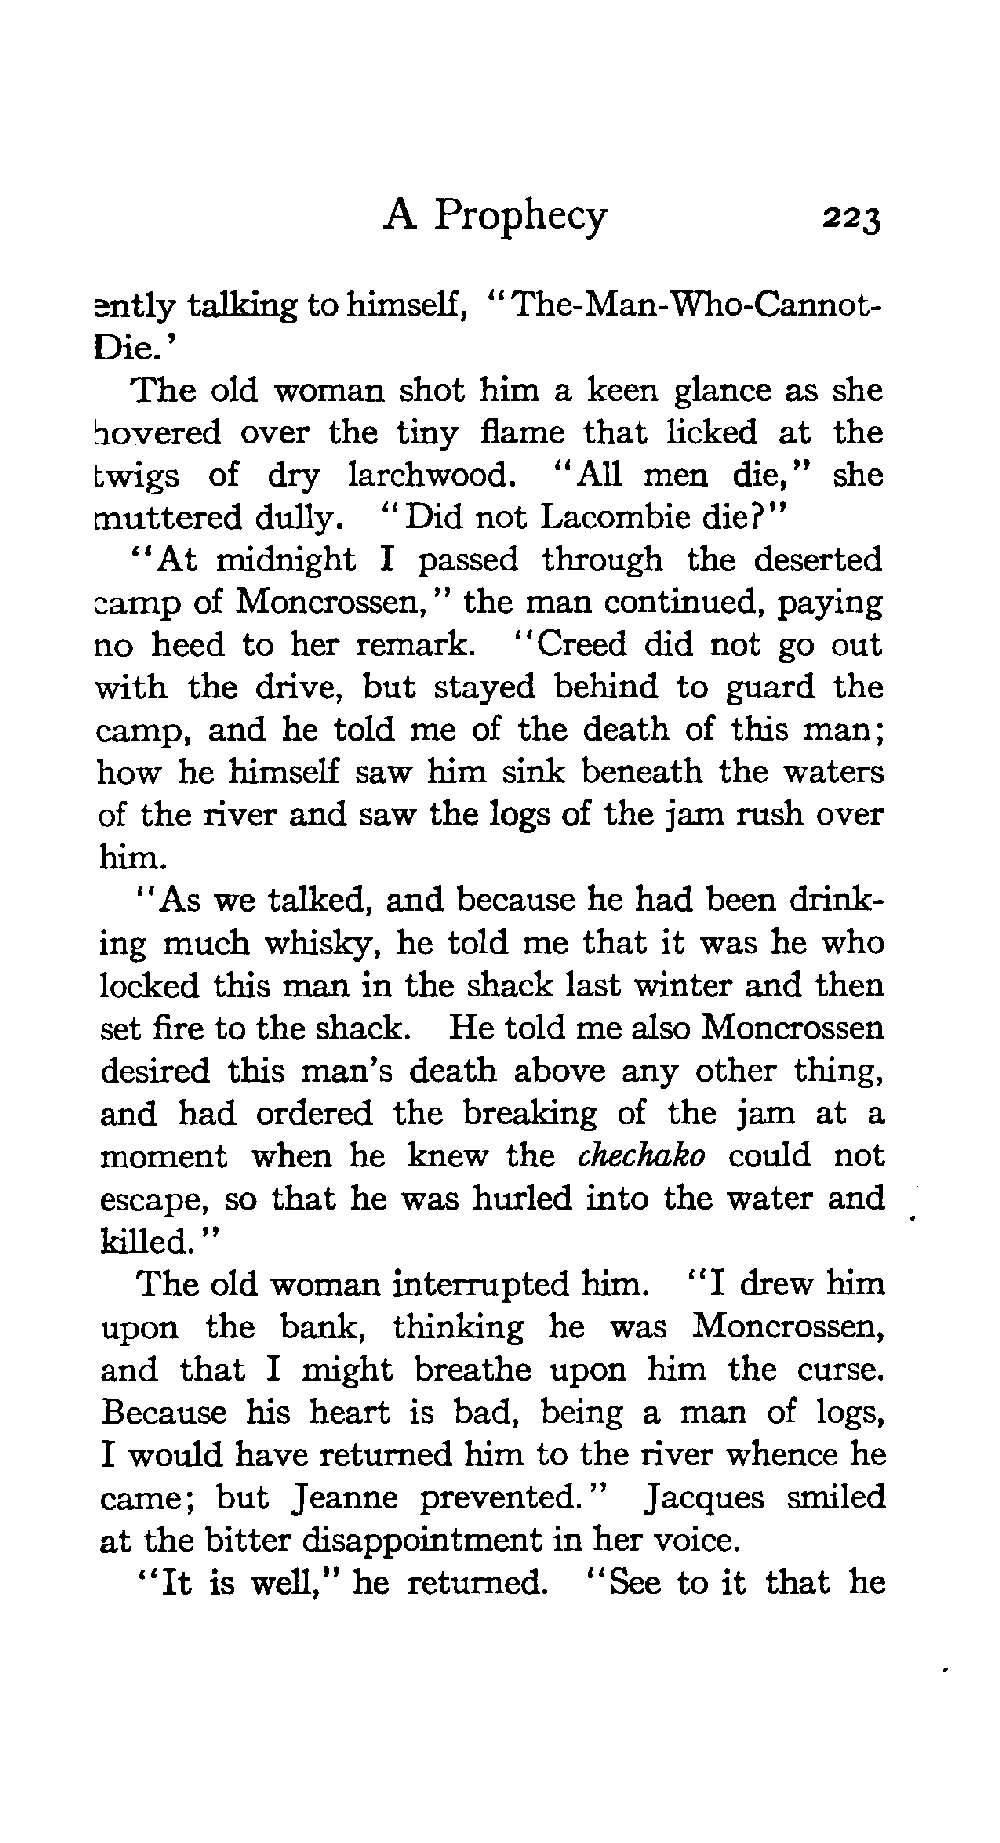 A Prophecy 223
ently talking to himself, "The-Man-Who-Cannot-
Die.'
The old woman shot him a keen glance as she
hovered over the tiny flame that licked at the
twigs of dry larchwood. "All men die," she
muttered dully. "Did not Lacombie die?"
"At midnight I passed through the deserted
camp of Moncrossen," the man continued, paying
no heed to her remark. "Creed did not go out
with the drive, but stayed behind to guard the
camp, and he told me of the death of this man;
how he himself saw him sink beneath the waters
of the river and saw the logs of the jam rush over
him.
"As we talked, and because he had been drink-
ing much whisky, he told me that it was he who
locked this man in the shack last winter and then
set fire to the shack. He told me also Moncrossen
desired this man's death above any other thing,
and had ordered the breaking of the jam at a
moment when he knew the chechako could not
escape, so that he was hurled into the water and
killed."
The old woman interrupted him. "I drew him
upon the bank, thinking he was Moncrossen,
and that I might breathe upon him the curse.
Because his heart is bad, being a man of logs,
I would have returned him to the river whence he
came; but Jeanne prevented." Jacques smiled
at the bitter disappointment in her voice.
"It is well," he returned. "See to it that he